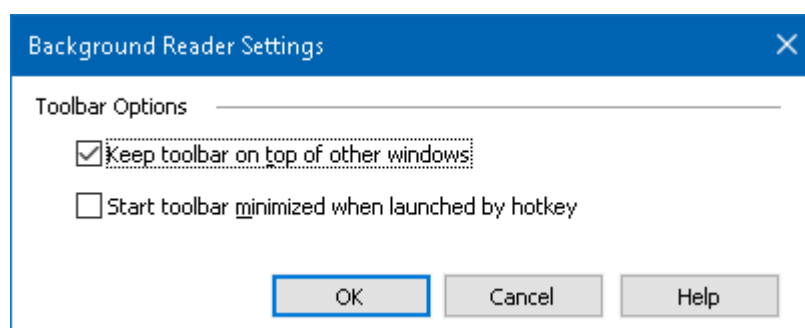 Background Reader Settings
Toolbar Options
Keep toolbar on top of other windows
Start toolbar minimized when launched by hotkey
OK Cancel Help